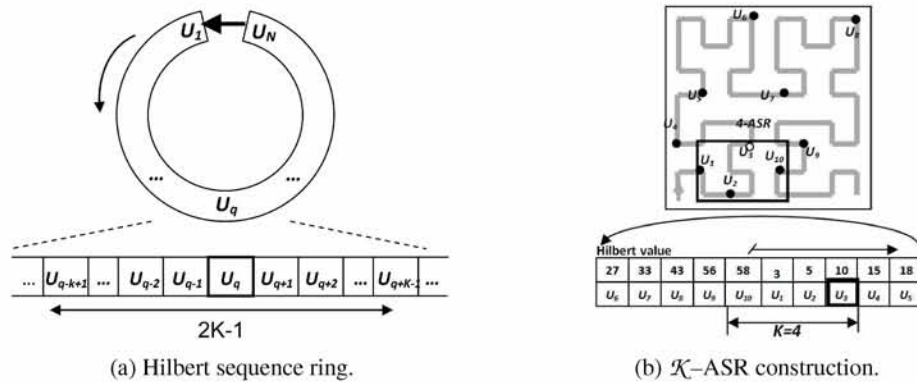 U1 UN
... ...
Uq
... Uq-k+1 ... Uq-2 Uq-1 Uq Uq+1 Uq+2 ... Uq+K-1 ...
2K-1
(a) Hilbert sequence ring.
U6 U8
U5 U7
4-ASR
U4 U3 U9
U1 U10
U2
Hilbert value
27 33 43 56 58 3 5 10 15 18
U6 U7 U8 U9 U10 U1 U2 U3 U4 U5
K=4
(b) 𝒦–ASR construction.